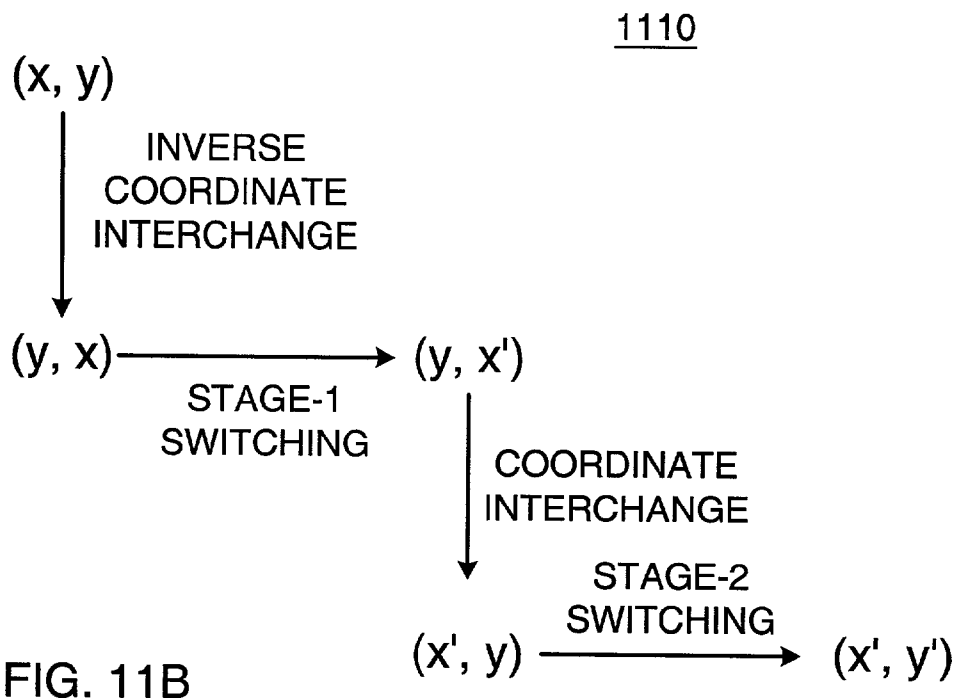 1110
(x, y)
INVERSE
COORDINATE
INTERCHANGE
(y, x)
(y, x')
STAGE-1
SWITCHING
COORDINATE
INTERCHANGE
STAGE-2
SWITCHING
(x', y)
(x', y')
FIG. 11B